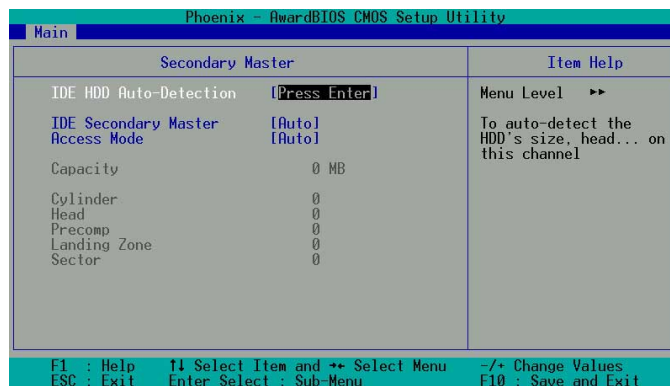 Phoenix - AwardBIOS CMOS Setup Utility
Main
Secondary Master
Item Help
IDE HDD Auto-Detection [Press Enter]
Menu Level ►►
IDE Secondary Master [Auto]
Access Mode [Auto]
To auto-detect the
HDD's size, head... on
this channel
Capacity 0 MB
Cylinder 0
Head 0
Precomp 0
Landing Zone 0
Sector 0
F1 : Help ↑↓ Select Item and →← Select Menu -/+ Change Values
ESC : Exit Enter Select : Sub-Menu F10 : Save and Exit